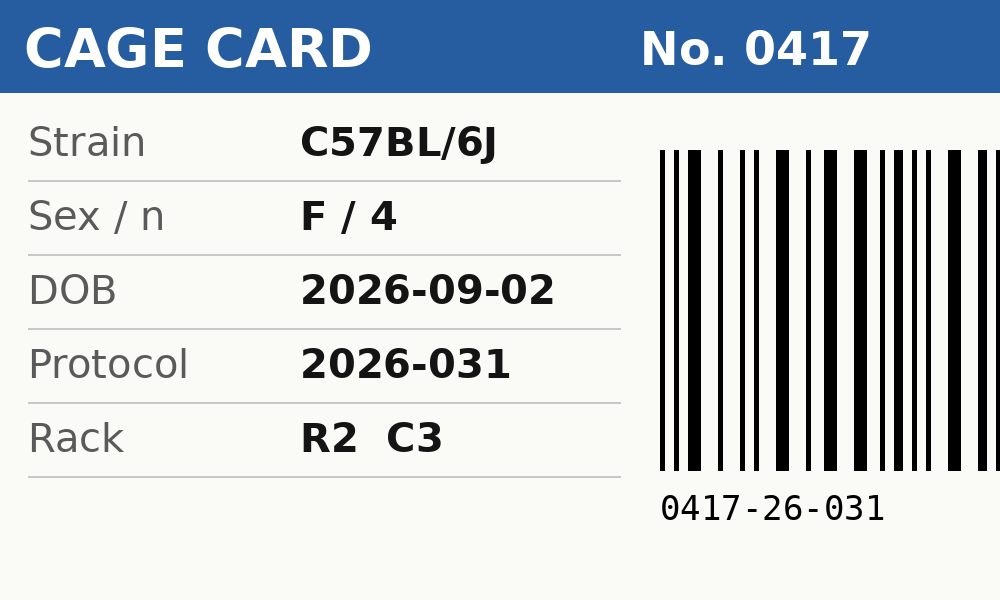 CAGE CARD No. 0417
Strain C57BL/6J
Sex / n F / 4
DOB 2026-09-02
Protocol 2026-031
Rack R2 C3
0417-26-031